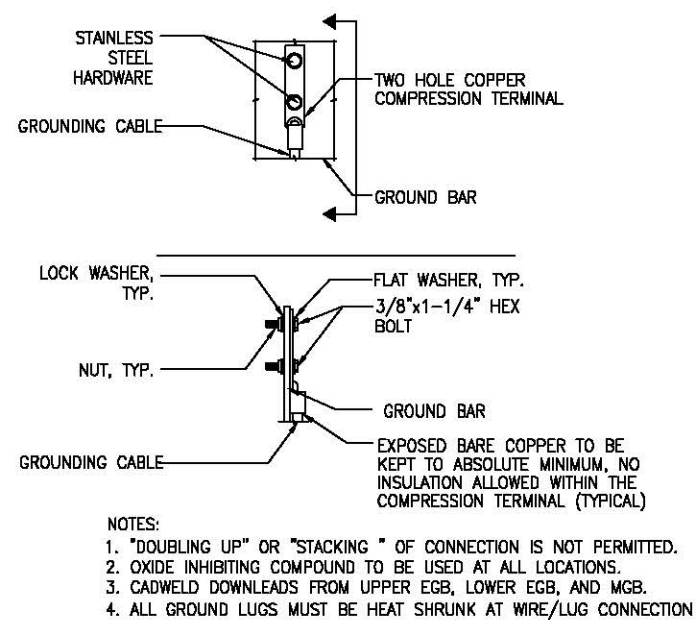 STAINLESS
STEEL
HARDWARE
TWO HOLE COPPER
COMPRESSION TERMINAL
GROUNDING CABLE
GROUND BAR
LOCK WASHER,
TYP.
FLAT WASHER, TYP.
3/8"x1-1/4" HEX
BOLT
NUT, TYP.
GROUND BAR
GROUNDING CABLE
EXPOSED BARE COPPER TO BE
KEPT TO ABSOLUTE MINIMUM, NO
INSULATION ALLOWED WITHIN THE
COMPRESSION TERMINAL (TYPICAL)
NOTES:
1. "DOUBLING UP" OR "STACKING " OF CONNECTION IS NOT PERMITTED.
2. OXIDE INHIBITING COMPOUND TO BE USED AT ALL LOCATIONS.
3. CADWELD DOWNLEADS FROM UPPER EGB, LOWER EGB, AND MGB.
4. ALL GROUND LUGS MUST BE HEAT SHRUNK AT WIRE/LUG CONNECTION